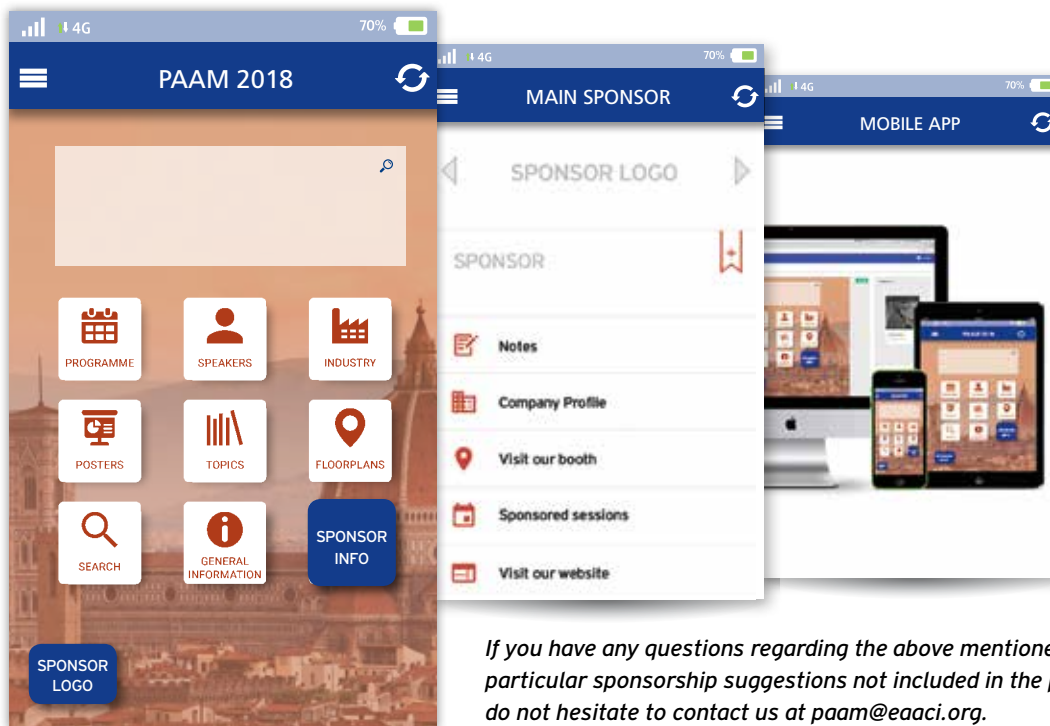 4G 70%
PAAM 2018
PROGRAMME SPEAKERS INDUSTRY
POSTERS TOPICS FLOORPLANS
SEARCH GENERAL INFORMATION SPONSOR INFO
SPONSOR LOGO
4G 70%
MAIN SPONSOR
SPONSOR LOGO
SPONSOR
Notes
Company Profile
Visit our booth
Sponsored sessions
Visit our website
4G 70%
MOBILE APP
If you have any questions regarding the above mentione
particular sponsorship suggestions not included in the p
do not hesitate to contact us at paam@eaaci.org.